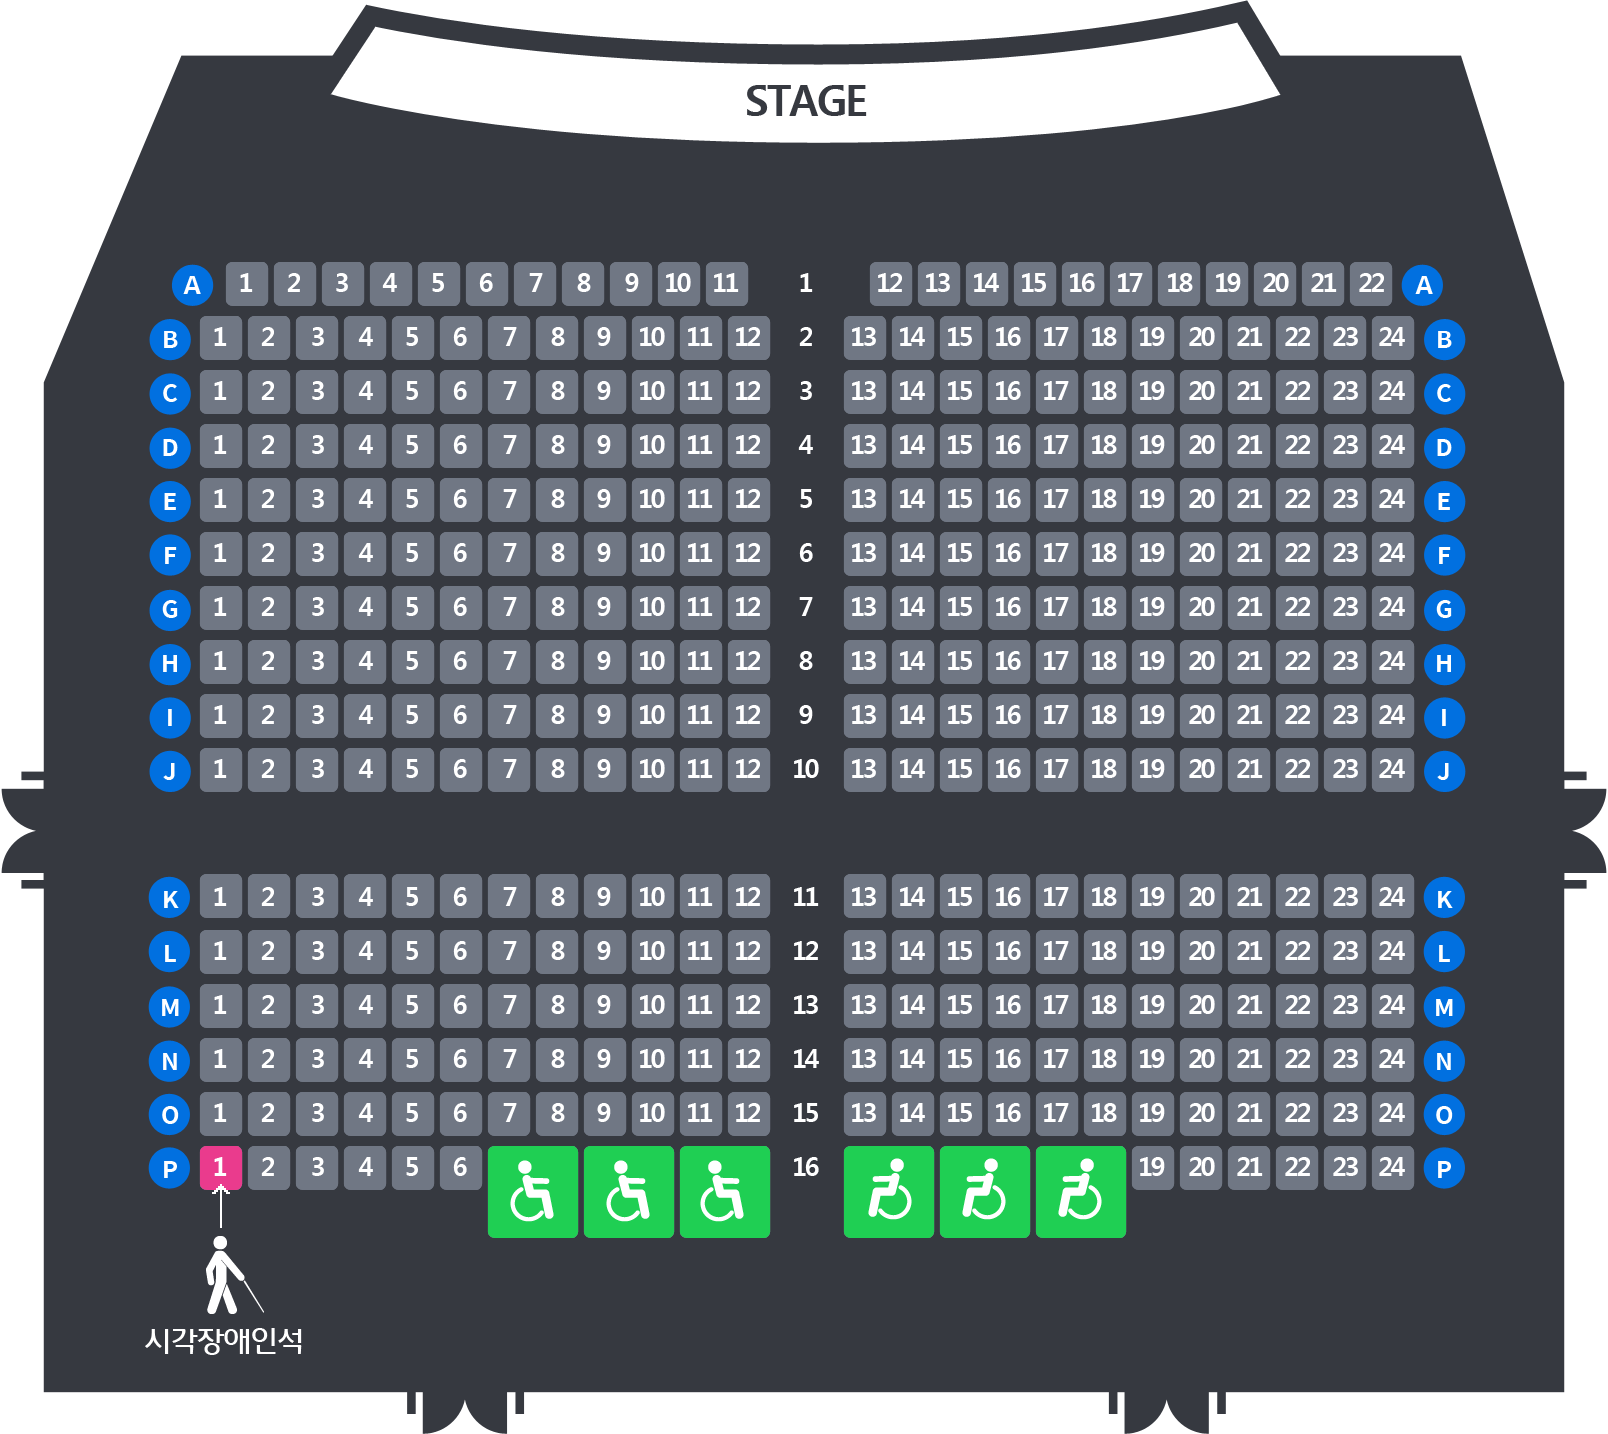 STAGE
A 1 2 3 4 5 6 7 8 9 10 11 1 12 13 14 15 16 17 18 19 20 21 22 A
B 1 2 3 4 5 6 7 8 9 10 11 12 2 13 14 15 16 17 18 19 20 21 22 23 24 B
C 1 2 3 4 5 6 7 8 9 10 11 12 3 13 14 15 16 17 18 19 20 21 22 23 24 C
D 1 2 3 4 5 6 7 8 9 10 11 12 4 13 14 15 16 17 18 19 20 21 22 23 24 D
E 1 2 3 4 5 6 7 8 9 10 11 12 5 13 14 15 16 17 18 19 20 21 22 23 24 E
F 1 2 3 4 5 6 7 8 9 10 11 12 6 13 14 15 16 17 18 19 20 21 22 23 24 F
G 1 2 3 4 5 6 7 8 9 10 11 12 7 13 14 15 16 17 18 19 20 21 22 23 24 G
H 1 2 3 4 5 6 7 8 9 10 11 12 8 13 14 15 16 17 18 19 20 21 22 23 24 H
I 1 2 3 4 5 6 7 8 9 10 11 12 9 13 14 15 16 17 18 19 20 21 22 23 24 I
J 1 2 3 4 5 6 7 8 9 10 11 12 10 13 14 15 16 17 18 19 20 21 22 23 24 J
K 1 2 3 4 5 6 7 8 9 10 11 12 11 13 14 15 16 17 18 19 20 21 22 23 24 K
L 1 2 3 4 5 6 7 8 9 10 11 12 12 13 14 15 16 17 18 19 20 21 22 23 24 L
M 1 2 3 4 5 6 7 8 9 10 11 12 13 13 14 15 16 17 18 19 20 21 22 23 24 M
N 1 2 3 4 5 6 7 8 9 10 11 12 14 13 14 15 16 17 18 19 20 21 22 23 24 N
O 1 2 3 4 5 6 7 8 9 10 11 12 15 13 14 15 16 17 18 19 20 21 22 23 24 O
P 1 2 3 4 5 6 16 19 20 21 22 23 24 P
시각장애인석